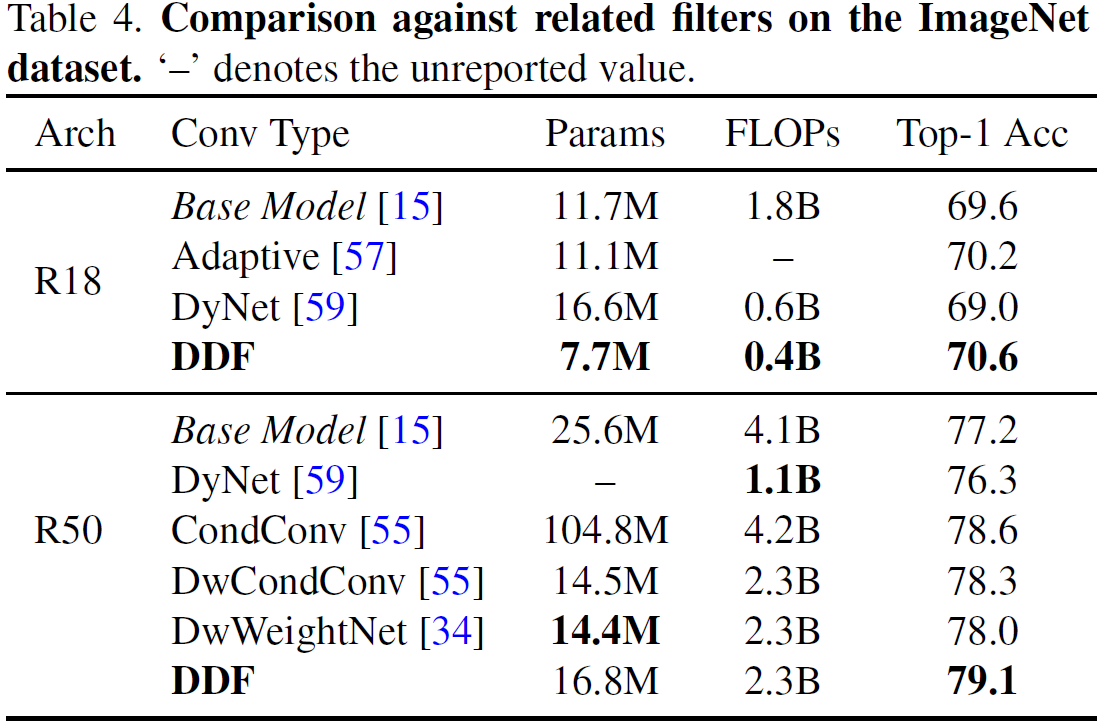 Table 4. Comparison against related filters on the ImageNet
dataset. ‘–’ denotes the unreported value.
Arch Conv Type Params FLOPs Top-1 Acc
Base Model [15] 11.7M 1.8B 69.6
Adaptive [57] 11.1M – 70.2
R18
DyNet [59] 16.6M 0.6B 69.0
DDF 7.7M 0.4B 70.6
Base Model [15] 25.6M 4.1B 77.2
DyNet [59] – 1.1B 76.3
R50 CondConv [55] 104.8M 4.2B 78.6
DwCondConv [55] 14.5M 2.3B 78.3
DwWeightNet [34] 14.4M 2.3B 78.0
DDF 16.8M 2.3B 79.1